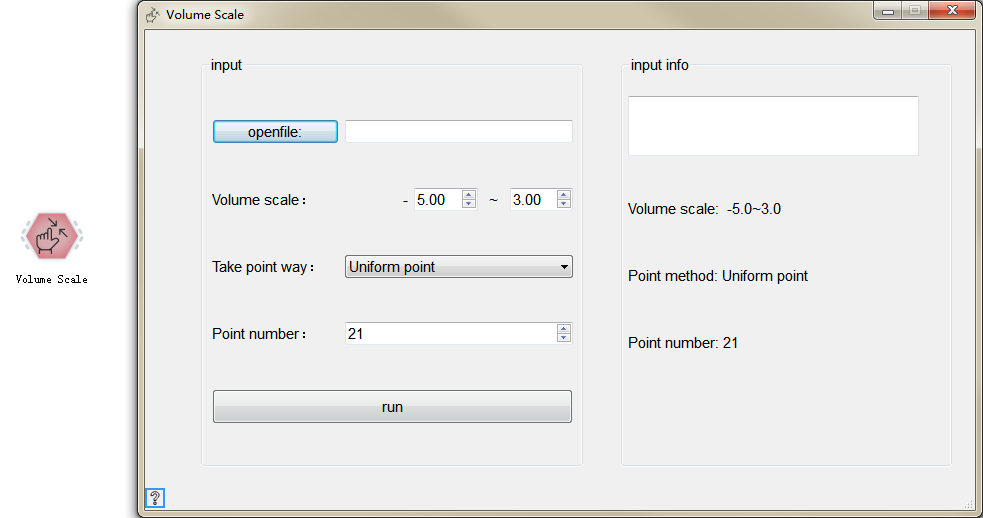 Volume Scale
input
openfile:
Volume scale：
- 5.00 ~ 3.00
Take point way： Uniform point
Point number： 21
run
input info
Volume scale: -5.0~3.0
Point method: Uniform point
Point number: 21
Volume Scale
?